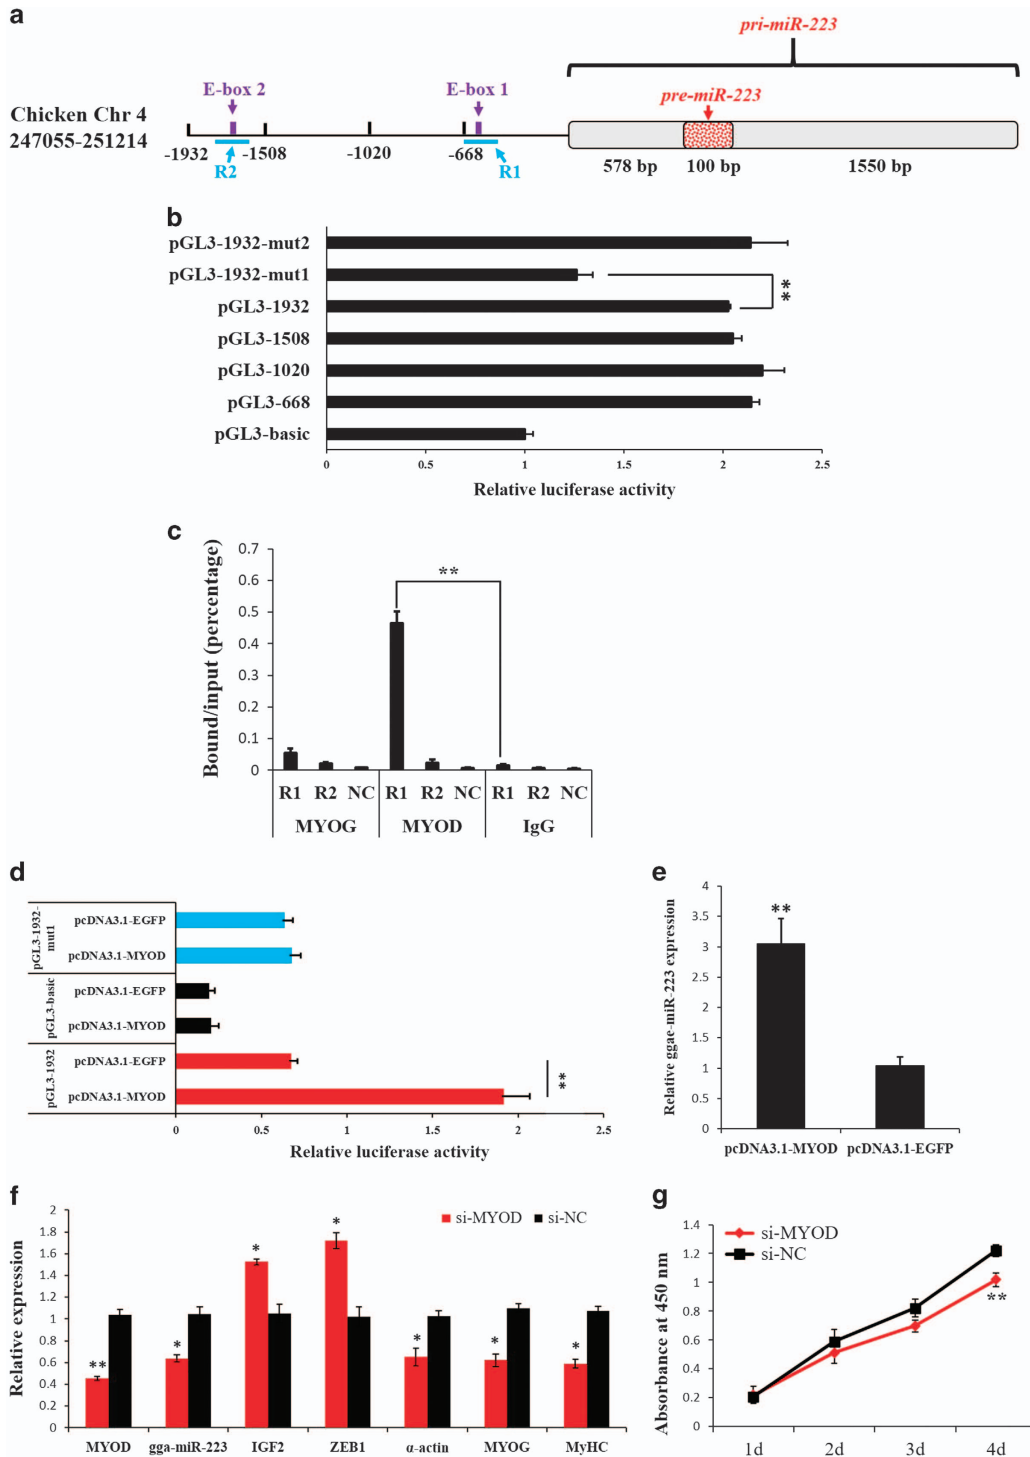 a
pri-miR-223
E-box 2
E-box 1
pre-miR-223
Chicken Chr 4
247055-251214
-1932
-1508
-1020
-668
R2
R1
578 bp
100 bp
1550 bp
b
pGL3-1932-mut2
pGL3-1932-mut1
pGL3-1932
pGL3-1508
pGL3-1020
pGL3-668
pGL3-basic
**
0 0.5 1 1.5 2 2.5
Relative luciferase activity
c
Bound/input (percentage)
0.7
0.6
0.5
0.4
0.3
0.2
0.1
0
**
R1 R2 NC R1 R2 NC R1 R2 NC
MYOG MYOD IgG
d
pGL3-1932-mut1
pcDNA3.1-EGFP
pcDNA3.1-MYOD
pGL3-basic
pcDNA3.1-EGFP
pcDNA3.1-MYOD
pGL3-1932
pcDNA3.1-EGFP
pcDNA3.1-MYOD
**
0 0.5 1 1.5 2 2.5
Relative luciferase activity
e
Relative ggae-miR-223 expression
4
3.5
3
2.5
2
1.5
1
0.5
0
**
pcDNA3.1-MYOD pcDNA3.1-EGFP
f
Relative expression
2
1.8
1.6
1.4
1.2
1
0.8
0.6
0.4
0.2
0
si-MYOD si-NC
** * * * * * *
MYOD gga-miR-223 IGF2 ZEB1 α-actin MYOG MyHC
g
Absorbance at 450 nm
1.4
1.2
1
0.8
0.6
0.4
0.2
0
si-MYOD
si-NC
**
1d 2d 3d 4d